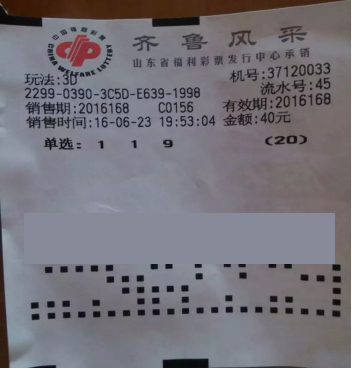 中国福利彩票
CHINA WELFARE LOTTERY
齐鲁风采
山东省福利彩票发行中心承销
玩法:3D 机号:37120033
2299-0390-3C5D-E639-1998 流水号:45
销售期:2016168 C0156 有效期:2016168
销售时间:16-06-23 19:53:04 金额:40元
单选: 1 1 9 (20)